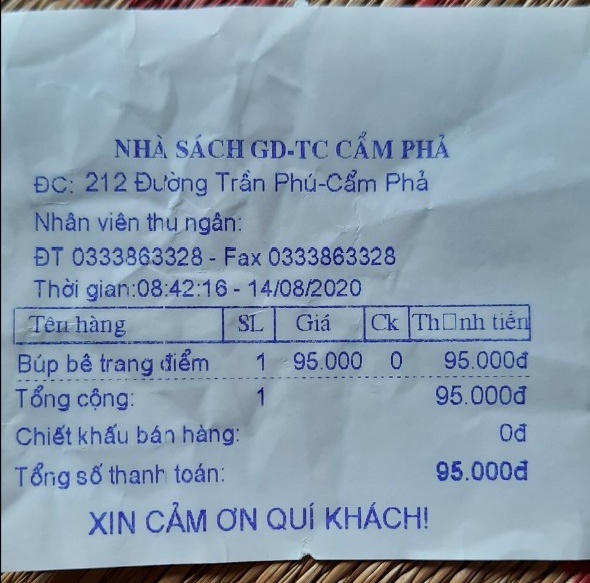 NHÀ SÁCH GD-TC CẨM PHẢ
ĐC: 212 Đường Trần Phú-Cẩm Phả
Nhân viên thu ngân:
ĐT 0333863328 - Fax 0333863328
Thời gian:08:42:16 - 14/08/2020
Tên hàng SL Giá Ck Th□nh tiền
Búp bê trang điểm 1 95.000 0 95.000đ
Tổng cộng: 1 95.000đ
Chiết khấu bán hàng: 0đ
Tổng số thanh toán: 95.000đ
XIN CẢM ƠN QUÍ KHÁCH!